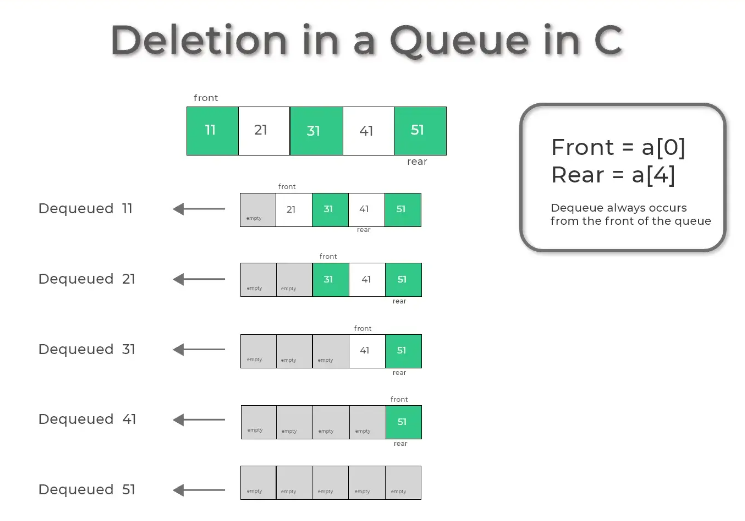 Deletion in a Queue in C
front
11 21 31 41 51
rear
Front = a[0]
Rear = a[4]
Dequeue always occurs
from the front of the queue
front
Dequeued 11 empty 21 31 41 51
rear
front
Dequeued 21 empty empty 31 41 51
rear
front
Dequeued 31 empty empty empty 41 51
rear
front
Dequeued 41 empty empty empty empty 51
rear
Dequeued 51 empty empty empty empty empty